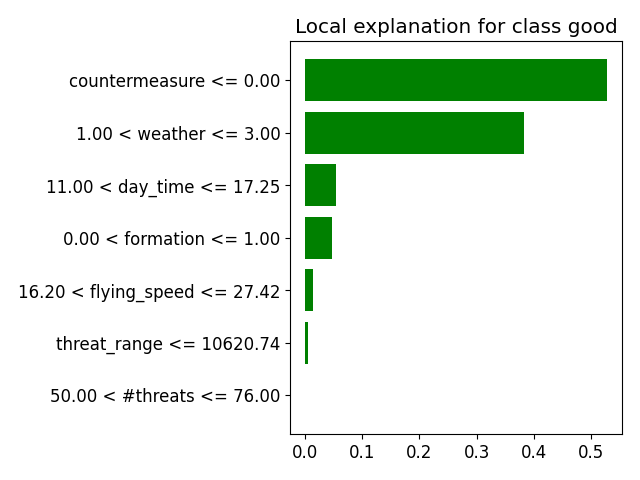 Local explanation for class good
countermeasure <= 0.00
1.00 < weather <= 3.00
11.00 < day_time <= 17.25
0.00 < formation <= 1.00
16.20 < flying_speed <= 27.42
threat_range <= 10620.74
50.00 < #threats <= 76.00
0.0 0.1 0.2 0.3 0.4 0.5